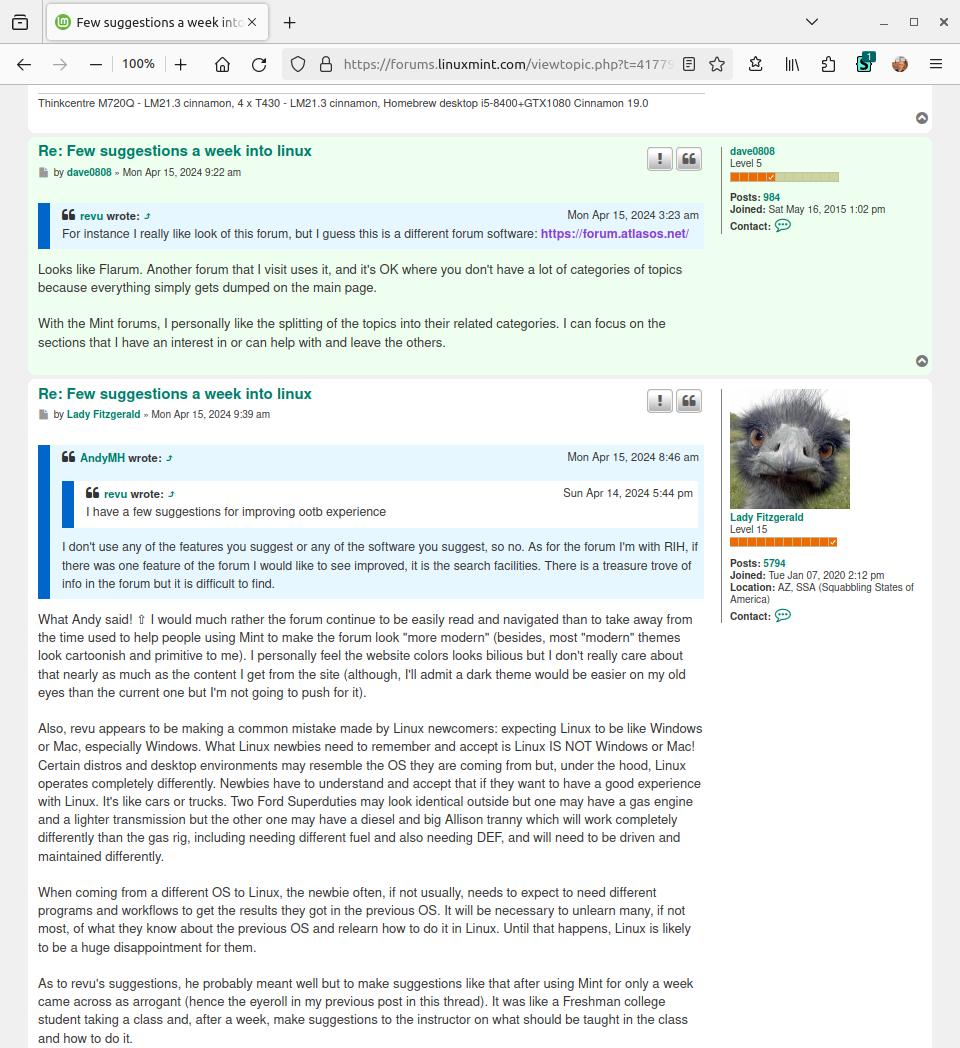 Few suggestions a week into
100%
https://forums.linuxmint.com/viewtopic.php?t=4177
1
Thinkcentre M720Q - LM21.3 cinnamon, 4 x T430 - LM21.3 cinnamon, Homebrew desktop i5-8400+GTX1080 Cinnamon 19.0
Re: Few suggestions a week into linux
by dave0808 » Mon Apr 15, 2024 9:22 am
dave0808
Level 5
Posts: 984
Joined: Sat May 16, 2015 1:02 pm
Contact:
revu wrote: Mon Apr 15, 2024 3:23 am
For instance I really like look of this forum, but I guess this is a different forum software: https://forum.atlasos.net/
Looks like Flarum. Another forum that I visit uses it, and it's OK where you don't have a lot of categories of topics
because everything simply gets dumped on the main page.
With the Mint forums, I personally like the splitting of the topics into their related categories. I can focus on the
sections that I have an interest in or can help with and leave the others.
Re: Few suggestions a week into linux
by Lady Fitzgerald » Mon Apr 15, 2024 9:39 am
Lady Fitzgerald
Level 15
Posts: 5794
Joined: Tue Jan 07, 2020 2:12 pm
Location: AZ, SSA (Squabbling States of
America)
Contact:
AndyMH wrote: Mon Apr 15, 2024 8:46 am
revu wrote: Sun Apr 14, 2024 5:44 pm
I have a few suggestions for improving ootb experience
I don't use any of the features you suggest or any of the software you suggest, so no. As for the forum I'm with RIH, if
there was one feature of the forum I would like to see improved, it is the search facilities. There is a treasure trove of
info in the forum but it is difficult to find.
What Andy said! ⇧ I would much rather the forum continue to be easily read and navigated than to take away from
the time used to help people using Mint to make the forum look "more modern" (besides, most "modern" themes
look cartoonish and primitive to me). I personally feel the website colors looks bilious but I don't really care about
that nearly as much as the content I get from the site (although, I'll admit a dark theme would be easier on my old
eyes than the current one but I'm not going to push for it).
Also, revu appears to be making a common mistake made by Linux newcomers: expecting Linux to be like Windows
or Mac, especially Windows. What Linux newbies need to remember and accept is Linux IS NOT Windows or Mac!
Certain distros and desktop environments may resemble the OS they are coming from but, under the hood, Linux
operates completely differently. Newbies have to understand and accept that if they want to have a good experience
with Linux. It's like cars or trucks. Two Ford Superduties may look identical outside but one may have a gas engine
and a lighter transmission but the other one may have a diesel and big Allison tranny which will work completely
differently than the gas rig, including needing different fuel and also needing DEF, and will need to be driven and
maintained differently.
When coming from a different OS to Linux, the newbie often, if not usually, needs to expect to need different
programs and workflows to get the results they got in the previous OS. It will be necessary to unlearn many, if not
most, of what they know about the previous OS and relearn how to do it in Linux. Until that happens, Linux is likely
to be a huge disappointment for them.
As to revu's suggestions, he probably meant well but to make suggestions like that after using Mint for only a week
came across as arrogant (hence the eyeroll in my previous post in this thread). It was like a Freshman college
student taking a class and, after a week, make suggestions to the instructor on what should be taught in the class
and how to do it.